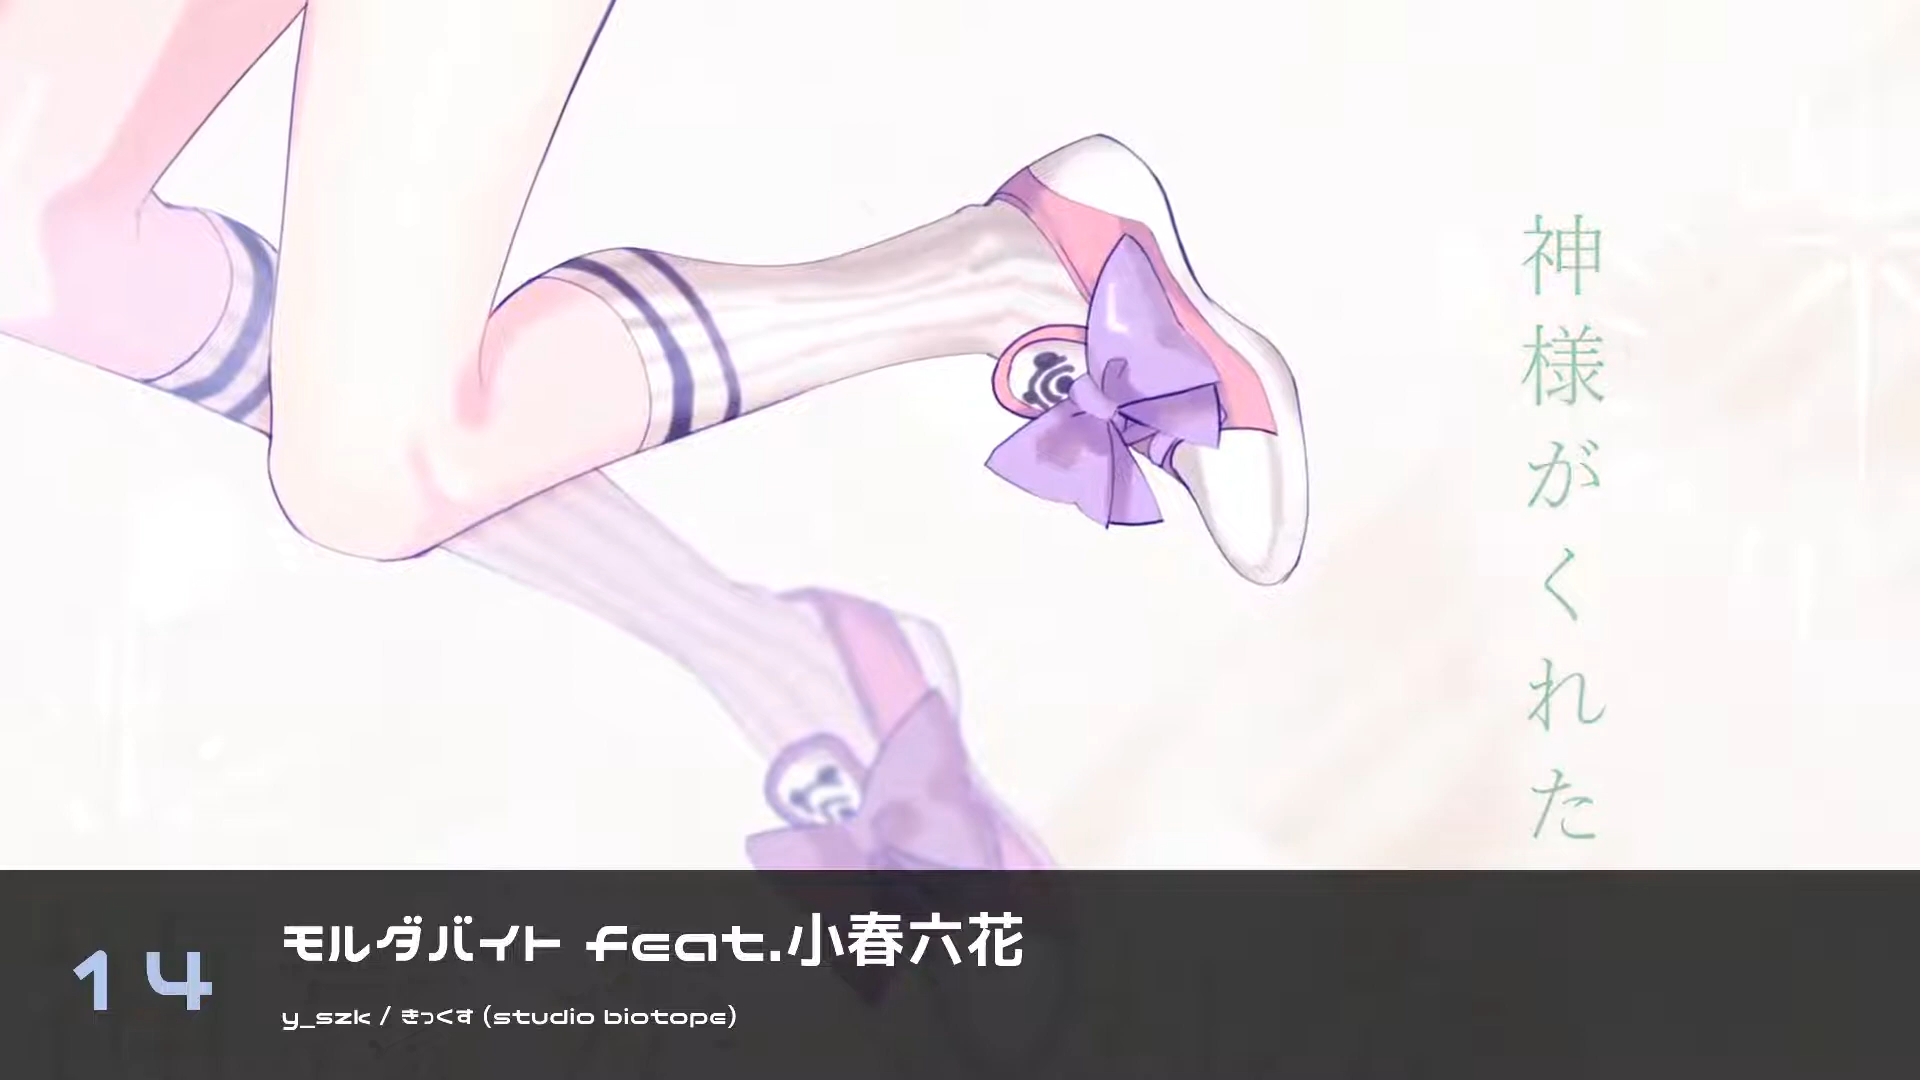 神様がくれた
14
モルダバイト feat.小春六花
y_szk / きっくす (studio biotope)